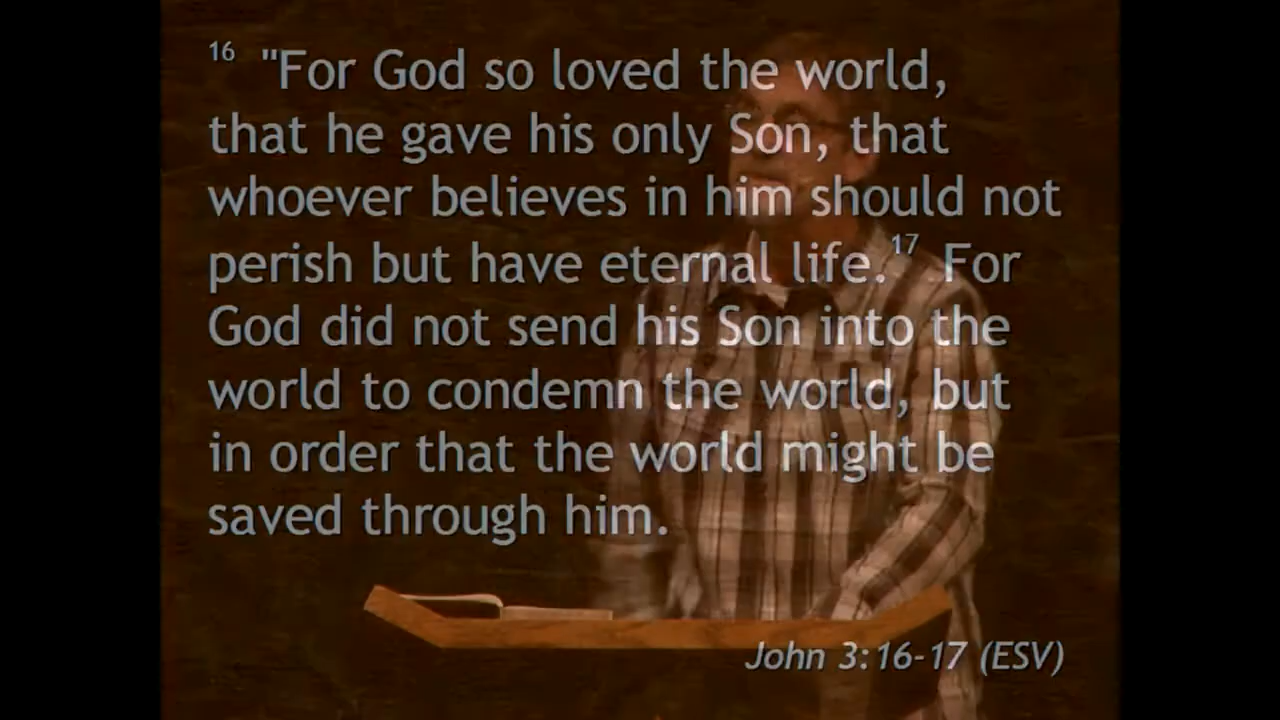 16 "For God so loved the world,
that he gave his only Son, that
whoever believes in him should not
perish but have eternal life.17 For
God did not send his Son into the
world to condemn the world, but
in order that the world might be
saved through him.
John 3:16-17 (ESV)